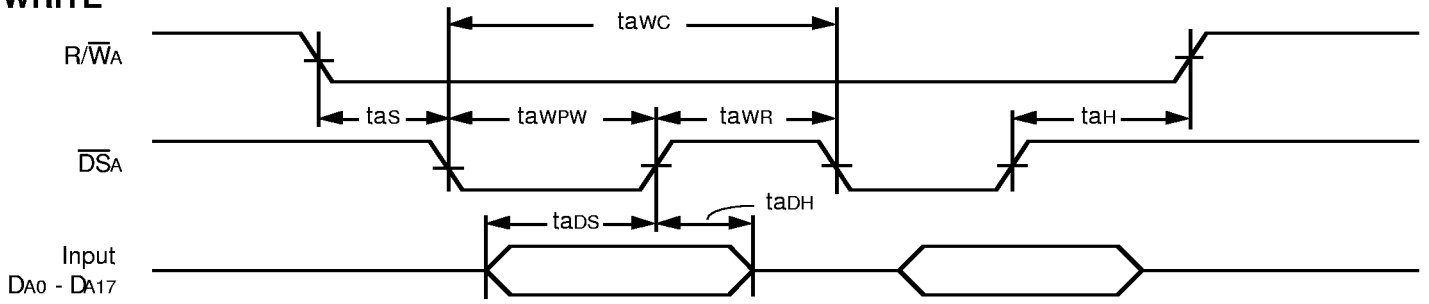 WRITE
tawc
R/W̅A
tas
tawpw
tawR
taH
D̅S̅A
taDS
taDH
Input
DA0 - DA17